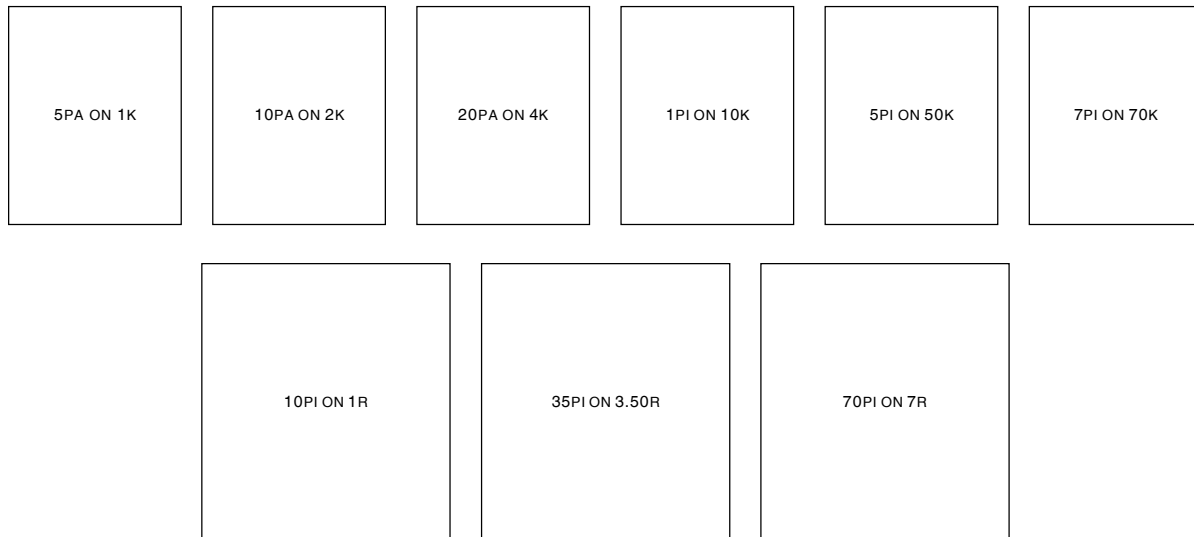 5PA ON 1K
10PA ON 2K
20PA ON 4K
1PI ON 10K
5PI ON 50K
7PI ON 70K
10PI ON 1R
35PI ON 3.50R
70PI ON 7R